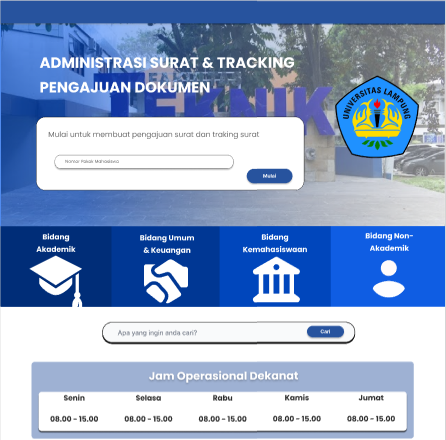 ADMINISTRASI SURAT & TRACKING
PENGAJUAN DOKUMEN
FAKULTAS
TEKNIK
UNIVERSITAS LAMPUNG
Mulai untuk membuat pengajuan surat dan traking surat
Nomor Pokok Mahasiswa
Mulai
Bidang
Akademik
Bidang Umum
& Keuangan
Bidang
Kemahasiswaan
Bidang Non-
Akademik
Apa yang ingin anda cari?
Cari
Jam Operasional Dekanat
Senin Selasa Rabu Kamis Jumat
08.00 - 15.00 08.00 - 15.00 08.00 - 15.00 08.00 - 15.00 08.00 - 15.00